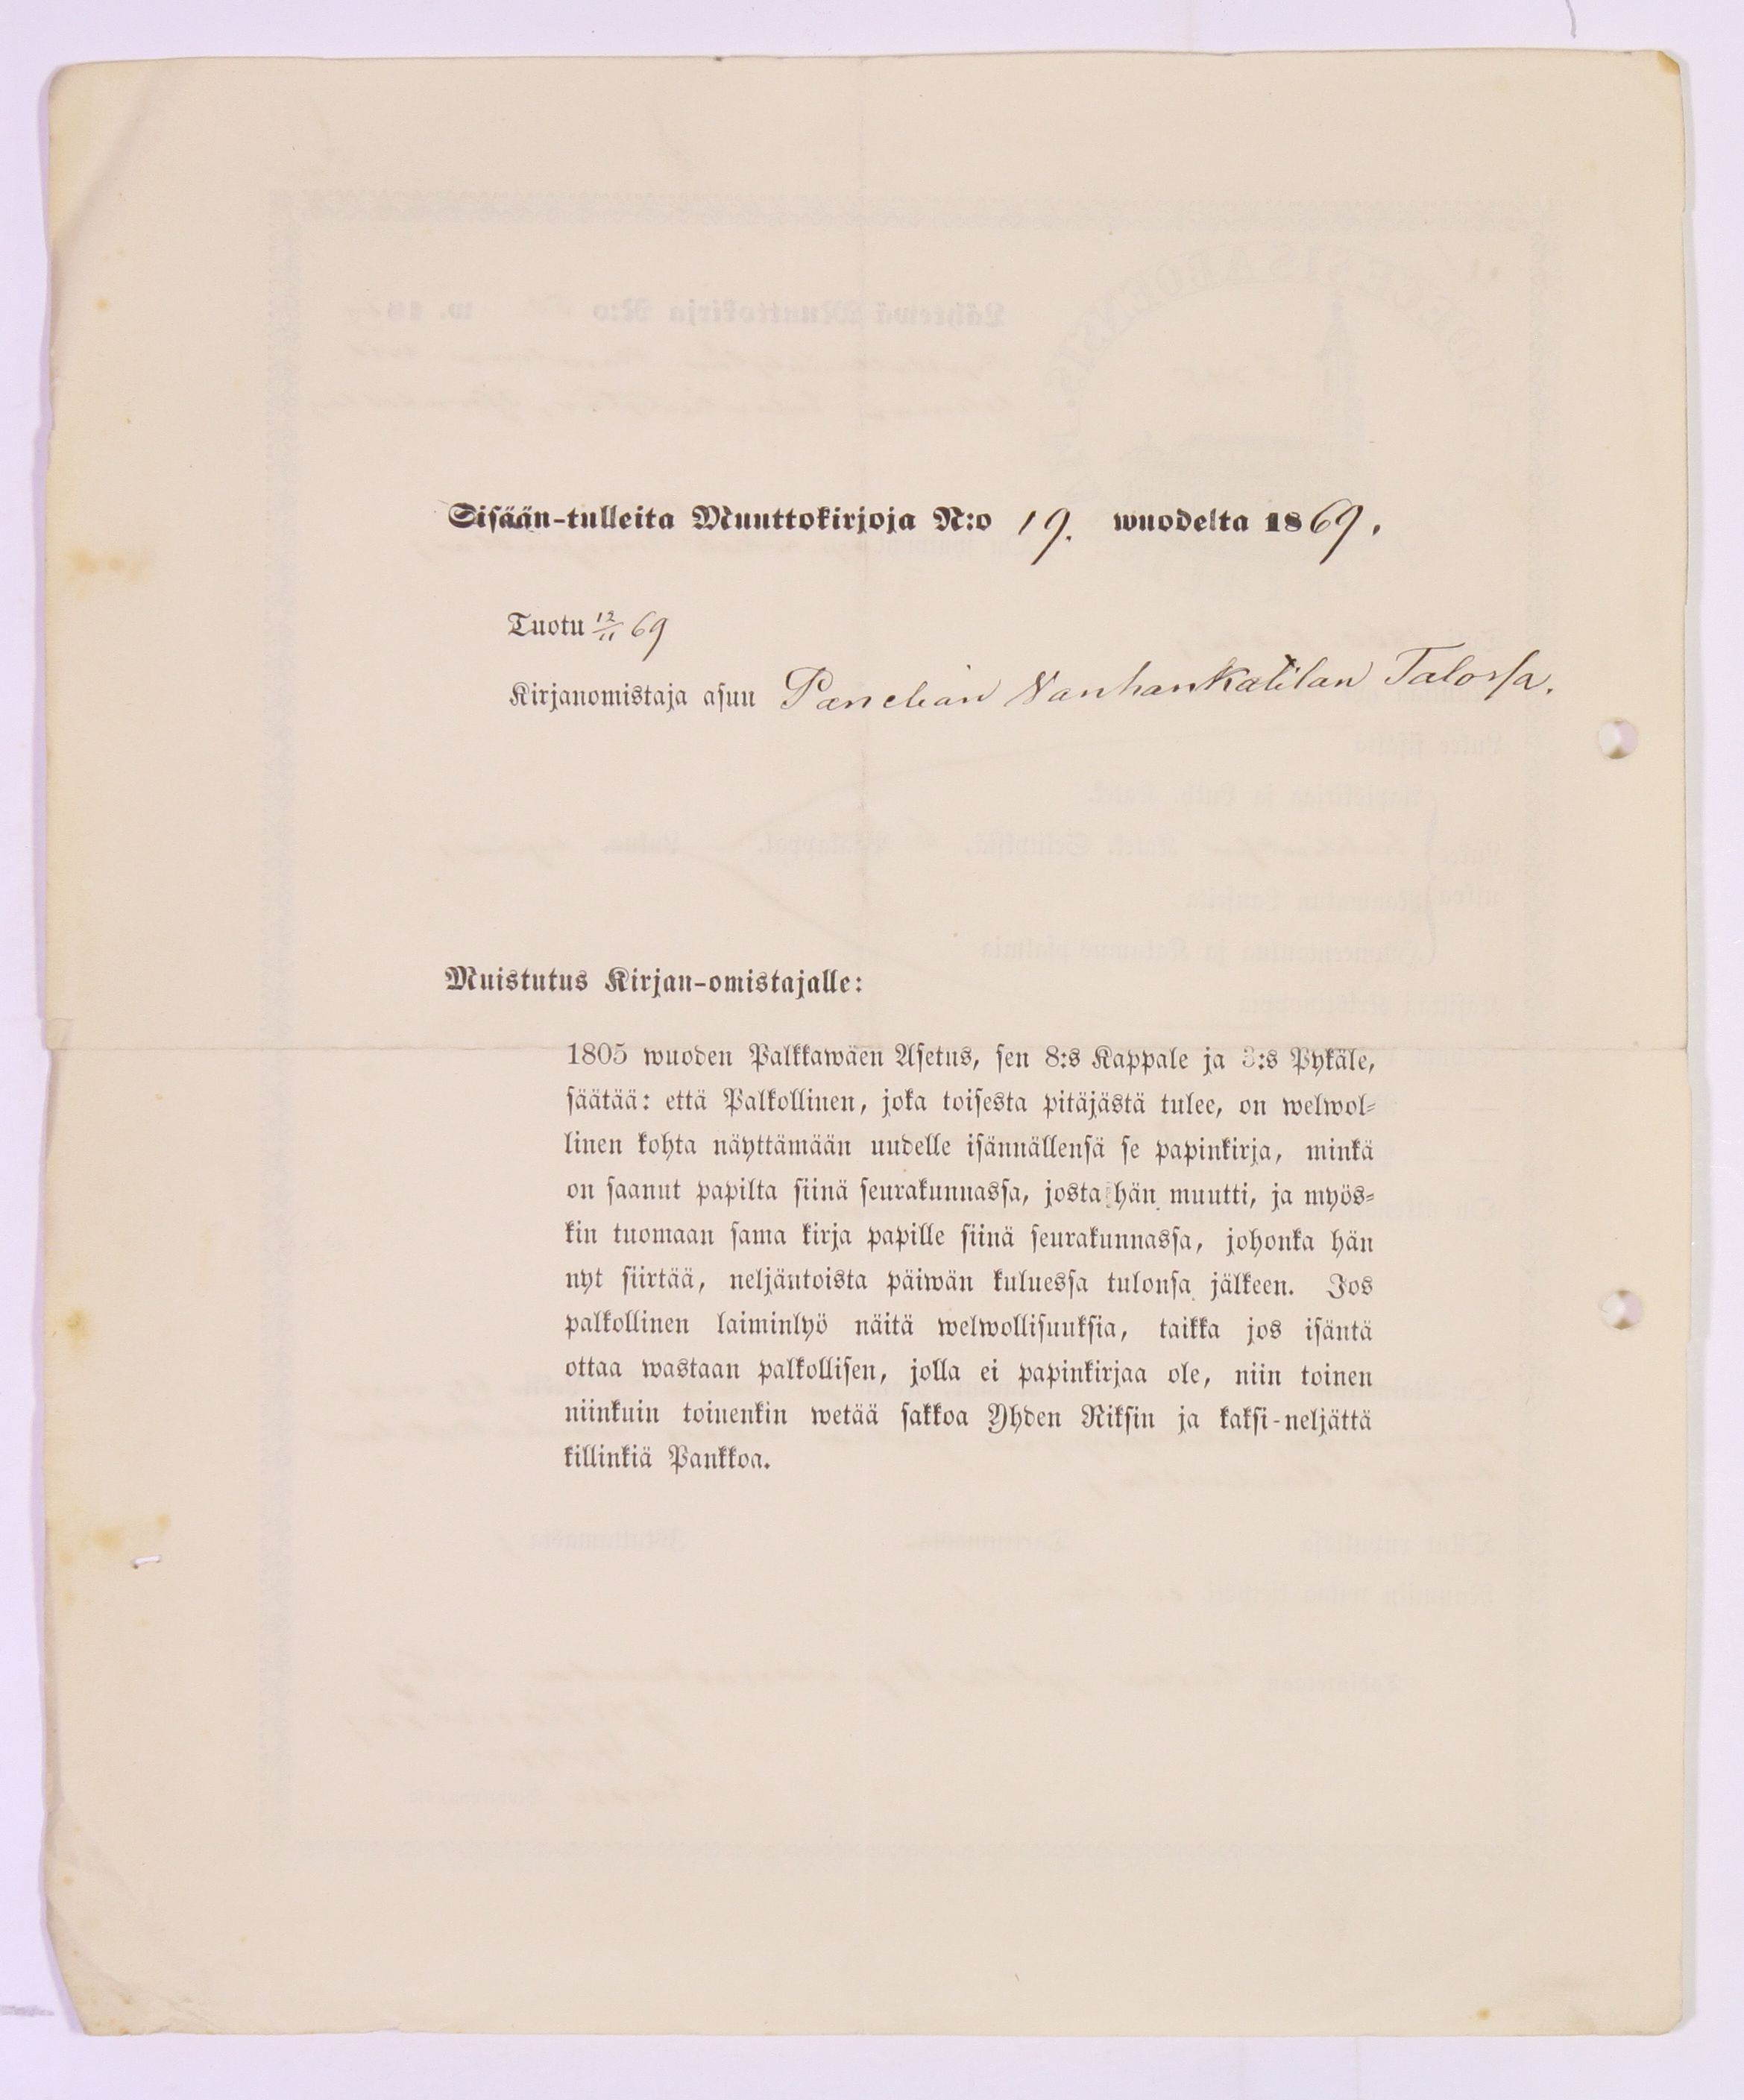 Sisään-tulleita Muuttokirjoja N:o 19. wuodelta 1869.
Tuotu 12/11 69
Kirjanomistaja asuu Panelian Vanhankatilan Talossa.
Muistutus Kirjan-omistajalle:
1805 wuoden Palkkawäen Asetus, sen 8:s Kappale ja 3:s Pykäle,
säätää: että Palkollinen, joka toisesta pitäjästä tulee, on welwol-
linen kohta näyttämään uudelle isännällensä se papinkirja, minkä
on saanut papilta siinä seurakunnassa, josta hän muutti, ja myös-
kin tuomaan sama kirja papille siinä seurakunnassa, johonka hän
nyt siirtää, neljäntoista päiwän kuluessa tulonsa jälkeen. Jos
palkollinen laiminlyö näitä welwollisuuksia, taikka jos isäntä
ottaa wastaan palkollisen, jolla ei papinkirjaa ole, niin toinen
niinkuin toinenkin wetää sakkoa Yhden Riksin ja kaksi-neljättä
killinkiä Pankkoa.